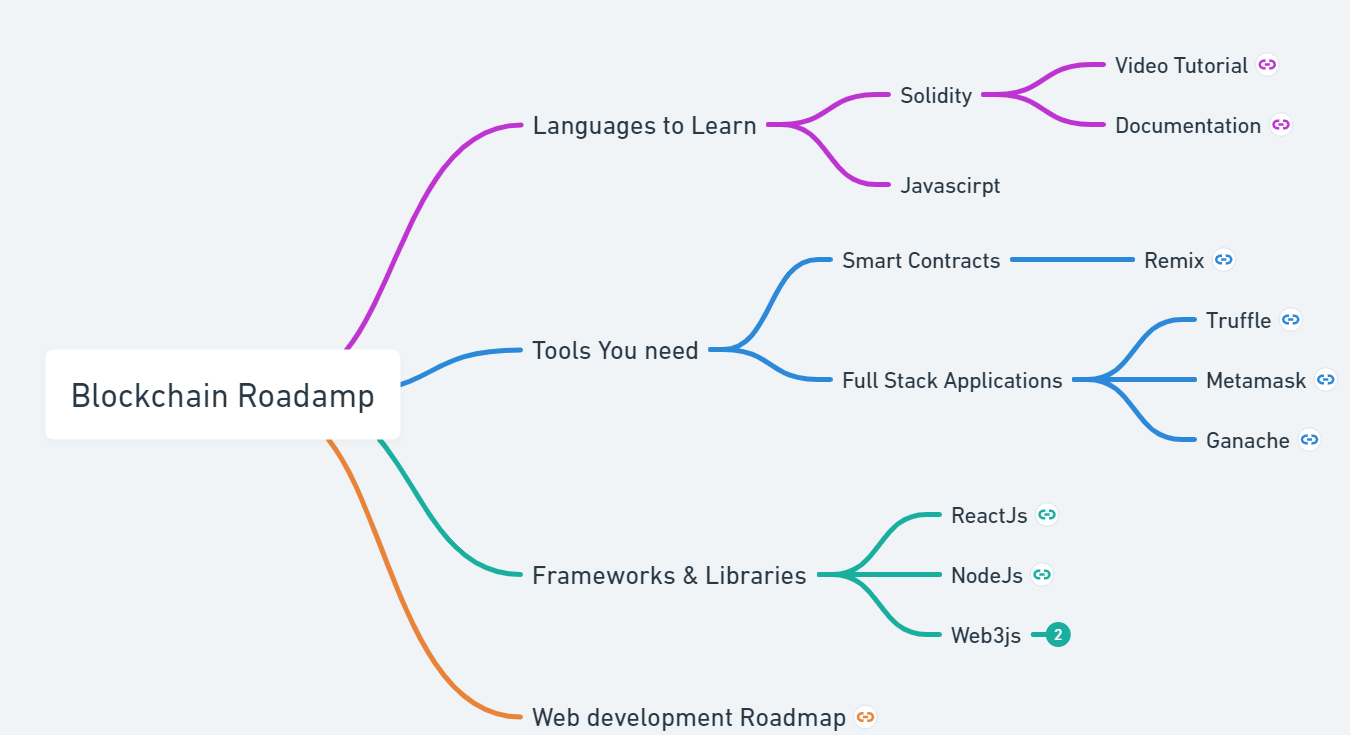 Blockchain Roadamp
Languages to Learn
Solidity
Video Tutorial
Documentation
Javascirpt
Tools You need
Smart Contracts
Remix
Full Stack Applications
Truffle
Metamask
Ganache
Frameworks & Libraries
ReactJs
NodeJs
Web3js
2
Web development Roadmap